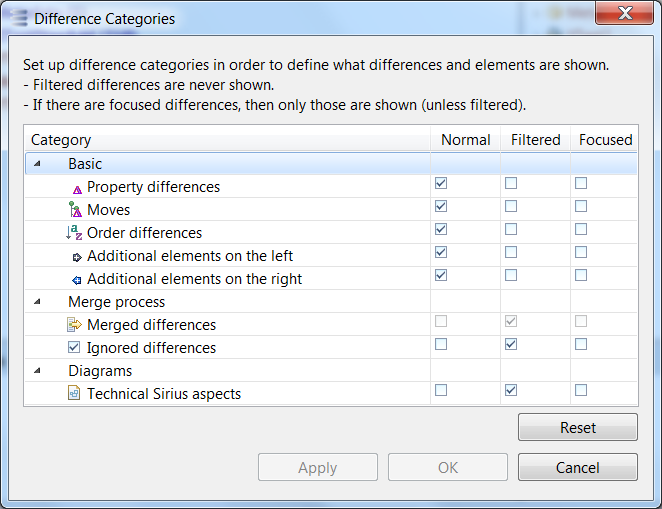 Difference Categories
Set up difference categories in order to define what differences and elements are shown.
- Filtered differences are never shown.
- If there are focused differences, then only those are shown (unless filtered).
Category Normal Filtered Focused
Basic
Property differences
Moves
Order differences
Additional elements on the left
Additional elements on the right
Merge process
Merged differences
Ignored differences
Diagrams
Technical Sirius aspects
Reset
Apply OK Cancel